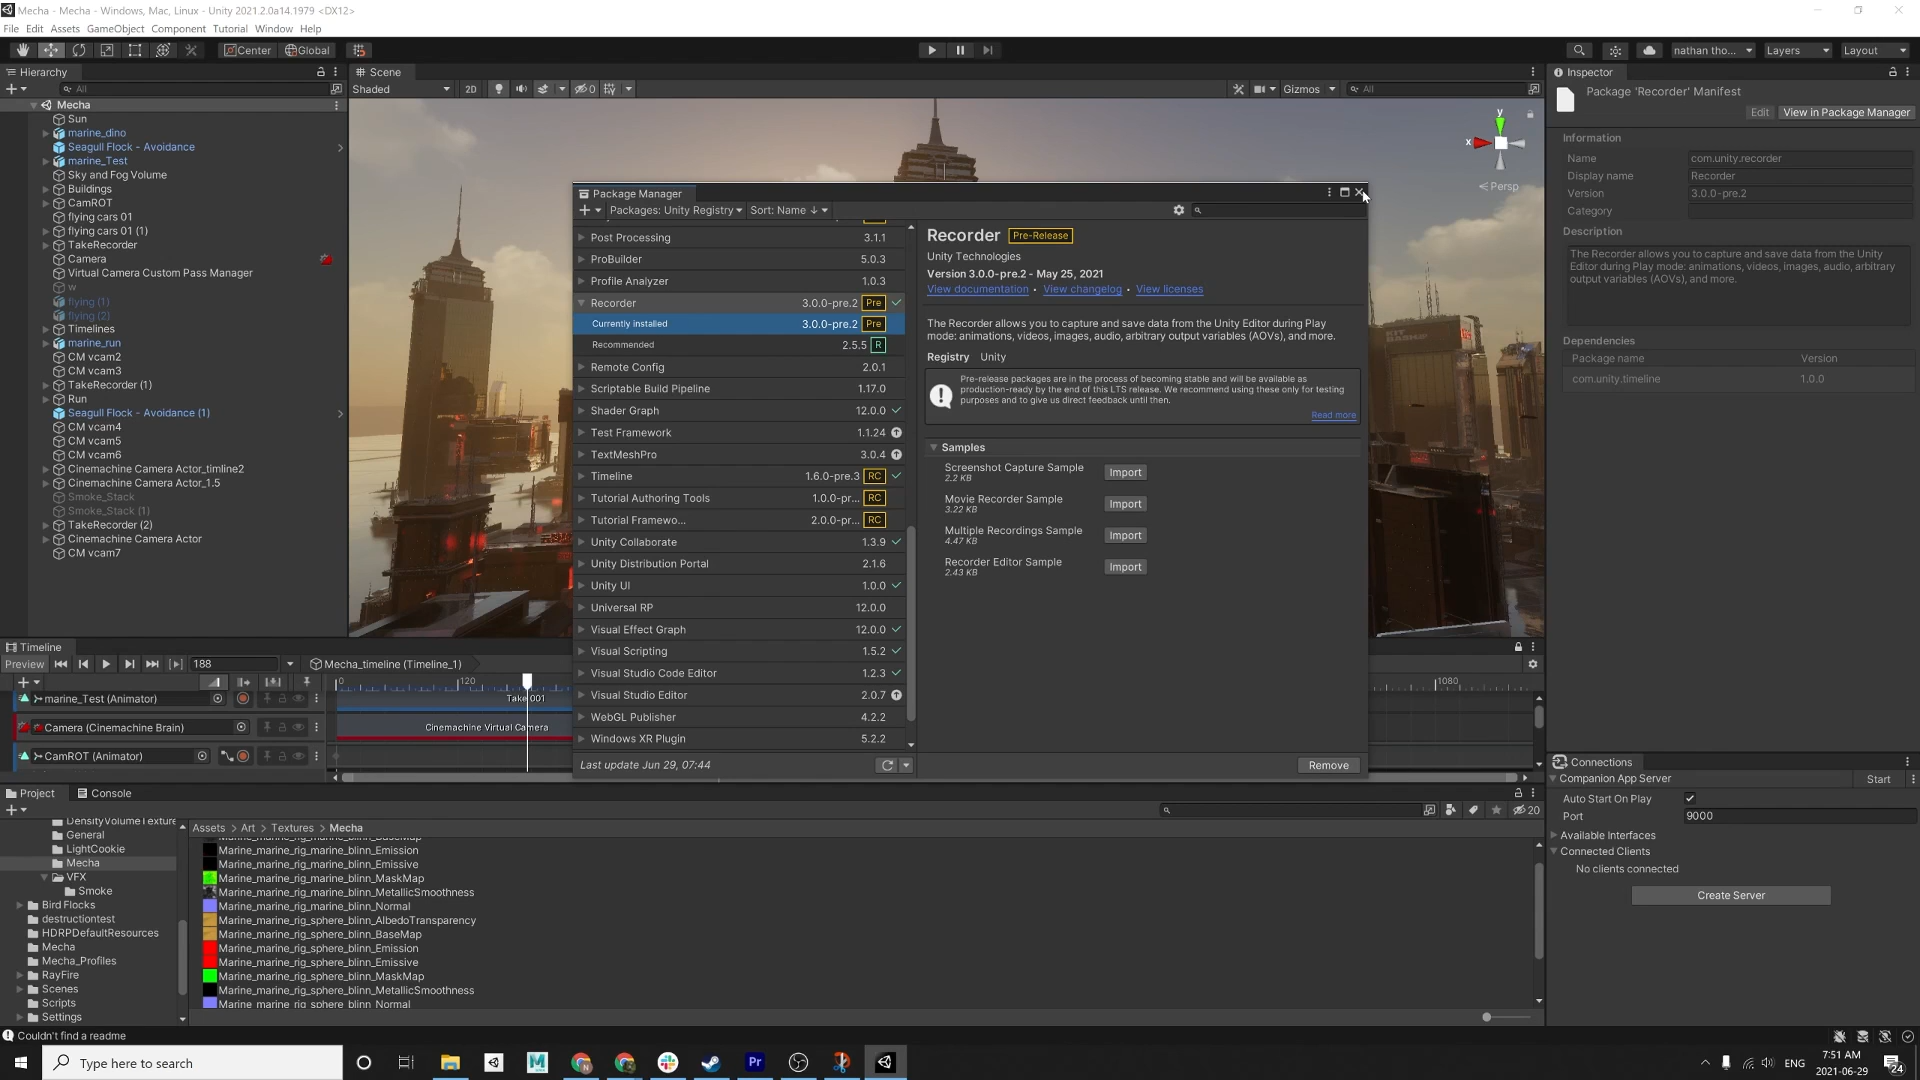 Mecha - Mecha - Windows, Mac, Linux - Unity 2021.2.0a14.1979 <DX12>
File Edit Assets GameObject Component Tutorial Window Help
Center Global
nathan tho... Layers Layout
Hierarchy
All
Mecha
Sun
marine_dino
Seagull Flock - Avoidance
marine_Test
Sky and Fog Volume
Buildings
CamROT
flying cars 01
flying cars 01 (1)
TakeRecorder
Camera
Virtual Camera Custom Pass Manager
w
flying (1)
flying (2)
Timelines
marine_run
CM vcam2
CM vcam3
TakeRecorder (1)
Run
Seagull Flock - Avoidance (1)
CM vcam4
CM vcam5
CM vcam6
Cinemachine Camera Actor_timline2
Cinemachine Camera Actor_1.5
Smoke_Stack
Smoke_Stack (1)
TakeRecorder (2)
Cinemachine Camera Actor
CM vcam7
Scene
Shaded 2D 0 Gizmos All
y
x
Persp
Package Manager
Packages: Unity Registry Sort: Name ↓
Post Processing 3.1.1
ProBuilder 5.0.3
Profile Analyzer 1.0.3
Recorder 3.0.0-pre.2 Pre
Currently installed 3.0.0-pre.2 Pre
Recommended 2.5.5 R
Remote Config 2.0.1
Scriptable Build Pipeline 1.17.0
Shader Graph 12.0.0
Test Framework 1.1.24
TextMeshPro 3.0.4
Timeline 1.6.0-pre.3 RC
Tutorial Authoring Tools 1.0.0-pr... RC
Tutorial Framewo... 2.0.0-pr... RC
Unity Collaborate 1.3.9
Unity Distribution Portal 2.1.6
Unity UI 1.0.0
Universal RP 12.0.0
Visual Effect Graph 12.0.0
Visual Scripting 1.5.2
Visual Studio Code Editor 1.2.3
Visual Studio Editor 2.0.7
WebGL Publisher 4.2.2
Windows XR Plugin 5.2.2
Last update Jun 29, 07:44
Recorder Pre-Release
Unity Technologies
Version 3.0.0-pre.2 - May 25, 2021
View documentation • View changelog • View licenses
The Recorder allows you to capture and save data from the Unity Editor during Play
mode: animations, videos, images, audio, arbitrary output variables (AOVs), and more.
Registry Unity
Pre-release packages are in the process of becoming stable and will be available as
production-ready by the end of this LTS release. We recommend using these only for testing
purposes and to give us direct feedback until then.
Read more
Samples
Screenshot Capture Sample Import
2.2 KB
Movie Recorder Sample Import
3.22 KB
Multiple Recordings Sample Import
4.47 KB
Recorder Editor Sample Import
2.43 KB
Remove
Inspector
Package 'Recorder' Manifest
Edit View in Package Manager
Information
Name com.unity.recorder
Display name Recorder
Version 3.0.0-pre.2
Category
Description
The Recorder allows you to capture and save data from the Unity
Editor during Play mode: animations, videos, images, audio, arbitrary
output variables (AOVs), and more.
Dependencies
Package name Version
com.unity.timeline 1.0.0
Timeline
Preview 188 Mecha_timeline (Timeline_1)
0 120 1080
marine_Test (Animator) Take 001
Camera (Cinemachine Brain) Cinemachine Virtual Camera
CamROT (Animator)
Connections
Companion App Server Start
Auto Start On Play
Port 9000
Available Interfaces
Connected Clients
No clients connected
Create Server
Project Console
20
DensityVolumeTexture
General
LightCookie
Mecha
VFX
Smoke
Bird Flocks
destructiontest
HDRPDefaultResources
Mecha
Mecha_Profiles
RayFire
Scenes
Scripts
Settings
Assets > Art > Textures > Mecha
Marine_marine_rig_marine_blinn_BaseMap
Marine_marine_rig_marine_blinn_Emission
Marine_marine_rig_marine_blinn_Emissive
Marine_marine_rig_marine_blinn_MaskMap
Marine_marine_rig_marine_blinn_MetallicSmoothness
Marine_marine_rig_marine_blinn_Normal
Marine_marine_rig_sphere_blinn_AlbedoTransparency
Marine_marine_rig_sphere_blinn_BaseMap
Marine_marine_rig_sphere_blinn_Emission
Marine_marine_rig_sphere_blinn_Emissive
Marine_marine_rig_sphere_blinn_MaskMap
Marine_marine_rig_sphere_blinn_MetallicSmoothness
Marine_marine_rig_sphere_blinn_Normal
Couldn't find a readme
Type here to search
M
Pr
ENG
7:51 AM
2021-06-29
24